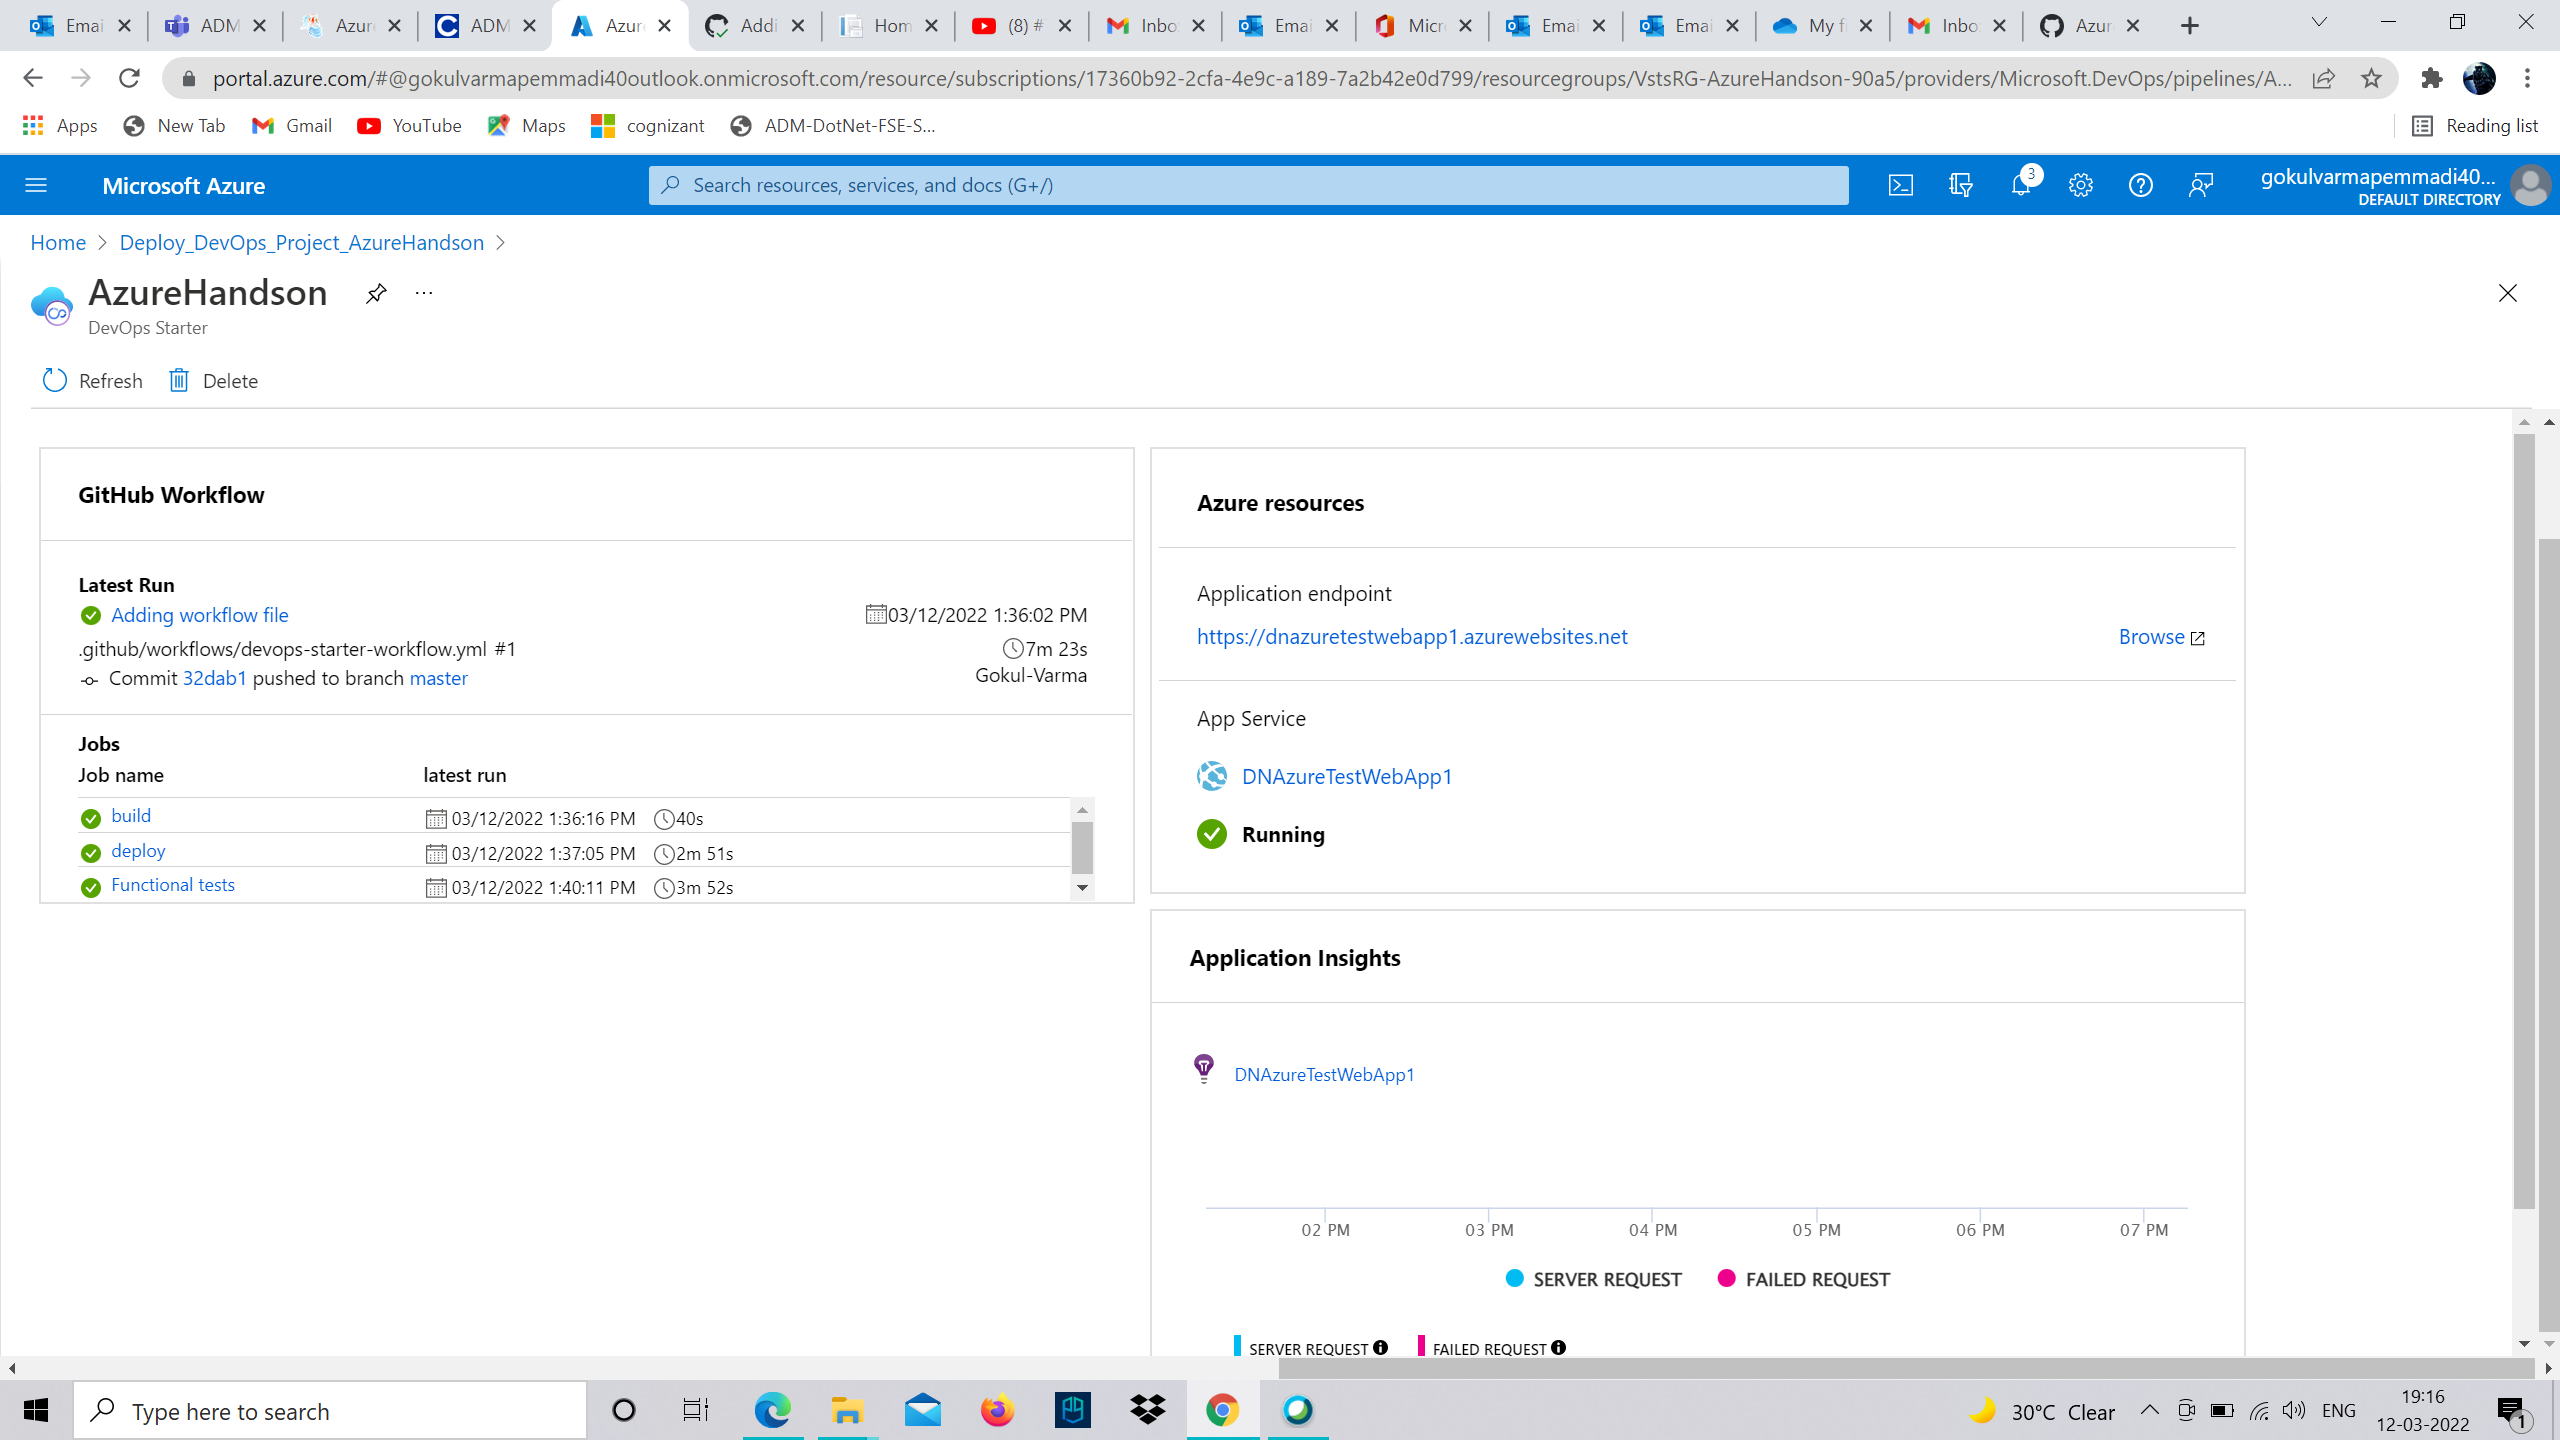 Emai ADM Azur ADM Azur Addi Hom (8) # Inbo Emai Micr Emai Emai My f Inbo Azur
portal.azure.com/#@gokulvarmapemmadi40outlook.onmicrosoft.com/resource/subscriptions/17360b92-2cfa-4e9c-a189-7a2b42e0d799/resourcegroups/VstsRG-AzureHandson-90a5/providers/Microsoft.DevOps/pipelines/A...
Apps New Tab Gmail YouTube Maps cognizant ADM-DotNet-FSE-S... Reading list
Microsoft Azure Search resources, services, and docs (G+/) 3 gokulvarmapemmadi40...
DEFAULT DIRECTORY
Home > Deploy_DevOps_Project_AzureHandson >
AzureHandson ...
DevOps Starter
Refresh Delete
GitHub Workflow
Latest Run
Adding workflow file 03/12/2022 1:36:02 PM
.github/workflows/devops-starter-workflow.yml #1 7m 23s
Commit 32dab1 pushed to branch master Gokul-Varma
Jobs
Job name latest run
build 03/12/2022 1:36:16 PM 40s
deploy 03/12/2022 1:37:05 PM 2m 51s
Functional tests 03/12/2022 1:40:11 PM 3m 52s
Azure resources
Application endpoint
https://dnazuretestwebapp1.azurewebsites.net Browse
App Service
DNAzureTestWebApp1
Running
Application Insights
DNAzureTestWebApp1
02 PM 03 PM 04 PM 05 PM 06 PM 07 PM
SERVER REQUEST FAILED REQUEST
SERVER REQUEST FAILED REQUEST
Type here to search 30°C Clear ENG 19:16
12-03-2022 1